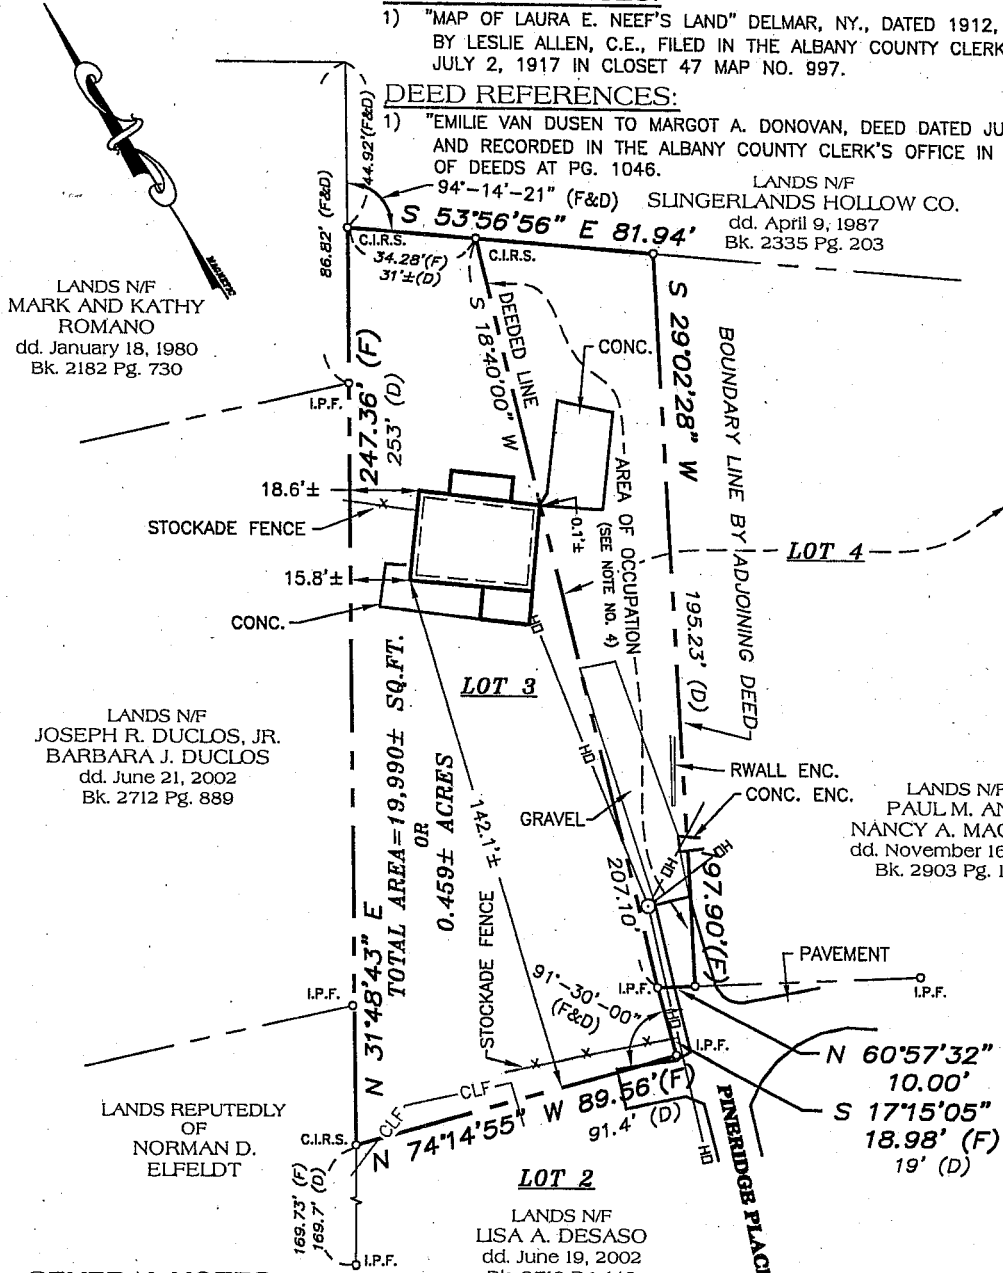 1) "MAP OF LAURA E. NEEF'S LAND" DELMAR, NY., DATED 1912,
BY LESLIE ALLEN, C.E., FILED IN THE ALBANY COUNTY CLERK
JULY 2, 1917 IN CLOSET 47 MAP NO. 997.
DEED REFERENCES:
1) "EMILIE VAN DUSEN TO MARGOT A. DONOVAN, DEED DATED JU
AND RECORDED IN THE ALBANY COUNTY CLERK'S OFFICE IN
OF DEEDS AT PG. 1046.
MAGNETIC
44.92'(F&D)
86.82' (F&D)
94°-14'-21" (F&D)
LANDS N/F
SLINGERLANDS HOLLOW CO.
dd. April 9, 1987
Bk. 2335 Pg. 203
S 53°56'56" E 81.94'
C.I.R.S.
34.28'(F)
31'±(D)
C.I.R.S.
LANDS N/F
MARK AND KATHY
ROMANO
dd. January 18, 1980
Bk. 2182 Pg. 730
I.P.F.
247.36' (F)
253' (D)
DEEDED LINE
S 18°40'00" W
CONC.
S 29°02'28" W
BOUNDARY LINE BY ADJOINING DEED
195.23' (D)
AREA OF OCCUPATION
(SEE NOTE NO. 4)
18.6'±
X
STOCKADE FENCE
0.1'±
LOT 4
15.8'±
CONC.
HO
LOT 3
LANDS N/F
JOSEPH R. DUCLOS, JR.
BARBARA J. DUCLOS
dd. June 21, 2002
Bk. 2712 Pg. 889
TOTAL AREA=19,990± SQ.FT.
OR
0.459± ACRES
142.1'±
HO
GRAVEL
207.10'
RWALL ENC.
CONC. ENC.
LANDS N/F
PAUL M. AN
NANCY A. MAC
dd. November 16
Bk. 2903 Pg. 1
HO
HO
197.90'(F)
PAVEMENT
N 31°48'43" E
I.P.F.
STOCKADE FENCE
91°-30'-00"
(F&D)
I.P.F.
I.P.F.
HO
X X X
I.P.F.
N 60°57'32"
10.00'
S 17°15'05"
18.98' (F)
19' (D)
CLF
CLF
N 74°14'55" W 89.56'(F)
91.4' (D)
LANDS REPUTEDLY
OF
NORMAN D.
ELFELDT
C.I.R.S.
169.73' (F)
169.7' (D)
I.P.F.
HO
PINEBRIDGE PLACE
LOT 2
LANDS N/F
LISA A. DESASO
dd. June 19, 2002